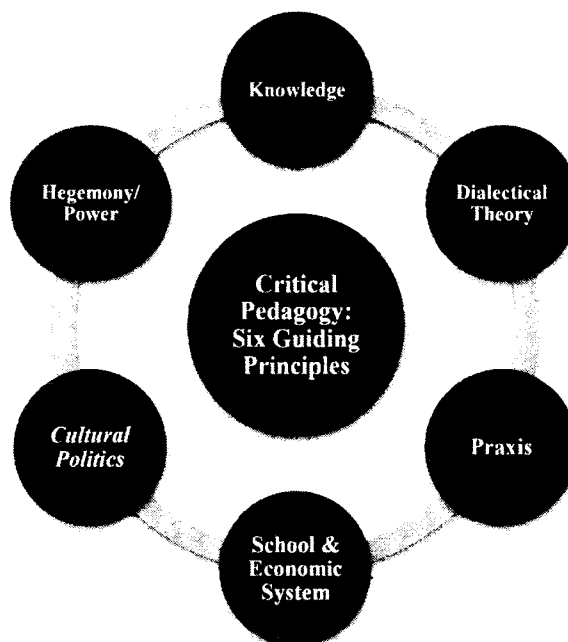 Knowledge
Hegemony/
Power
Dialectical
Theory
Critical
Pedagogy:
Six Guiding
Principles
Cultural
Politics
Praxis
School &
Economic
System